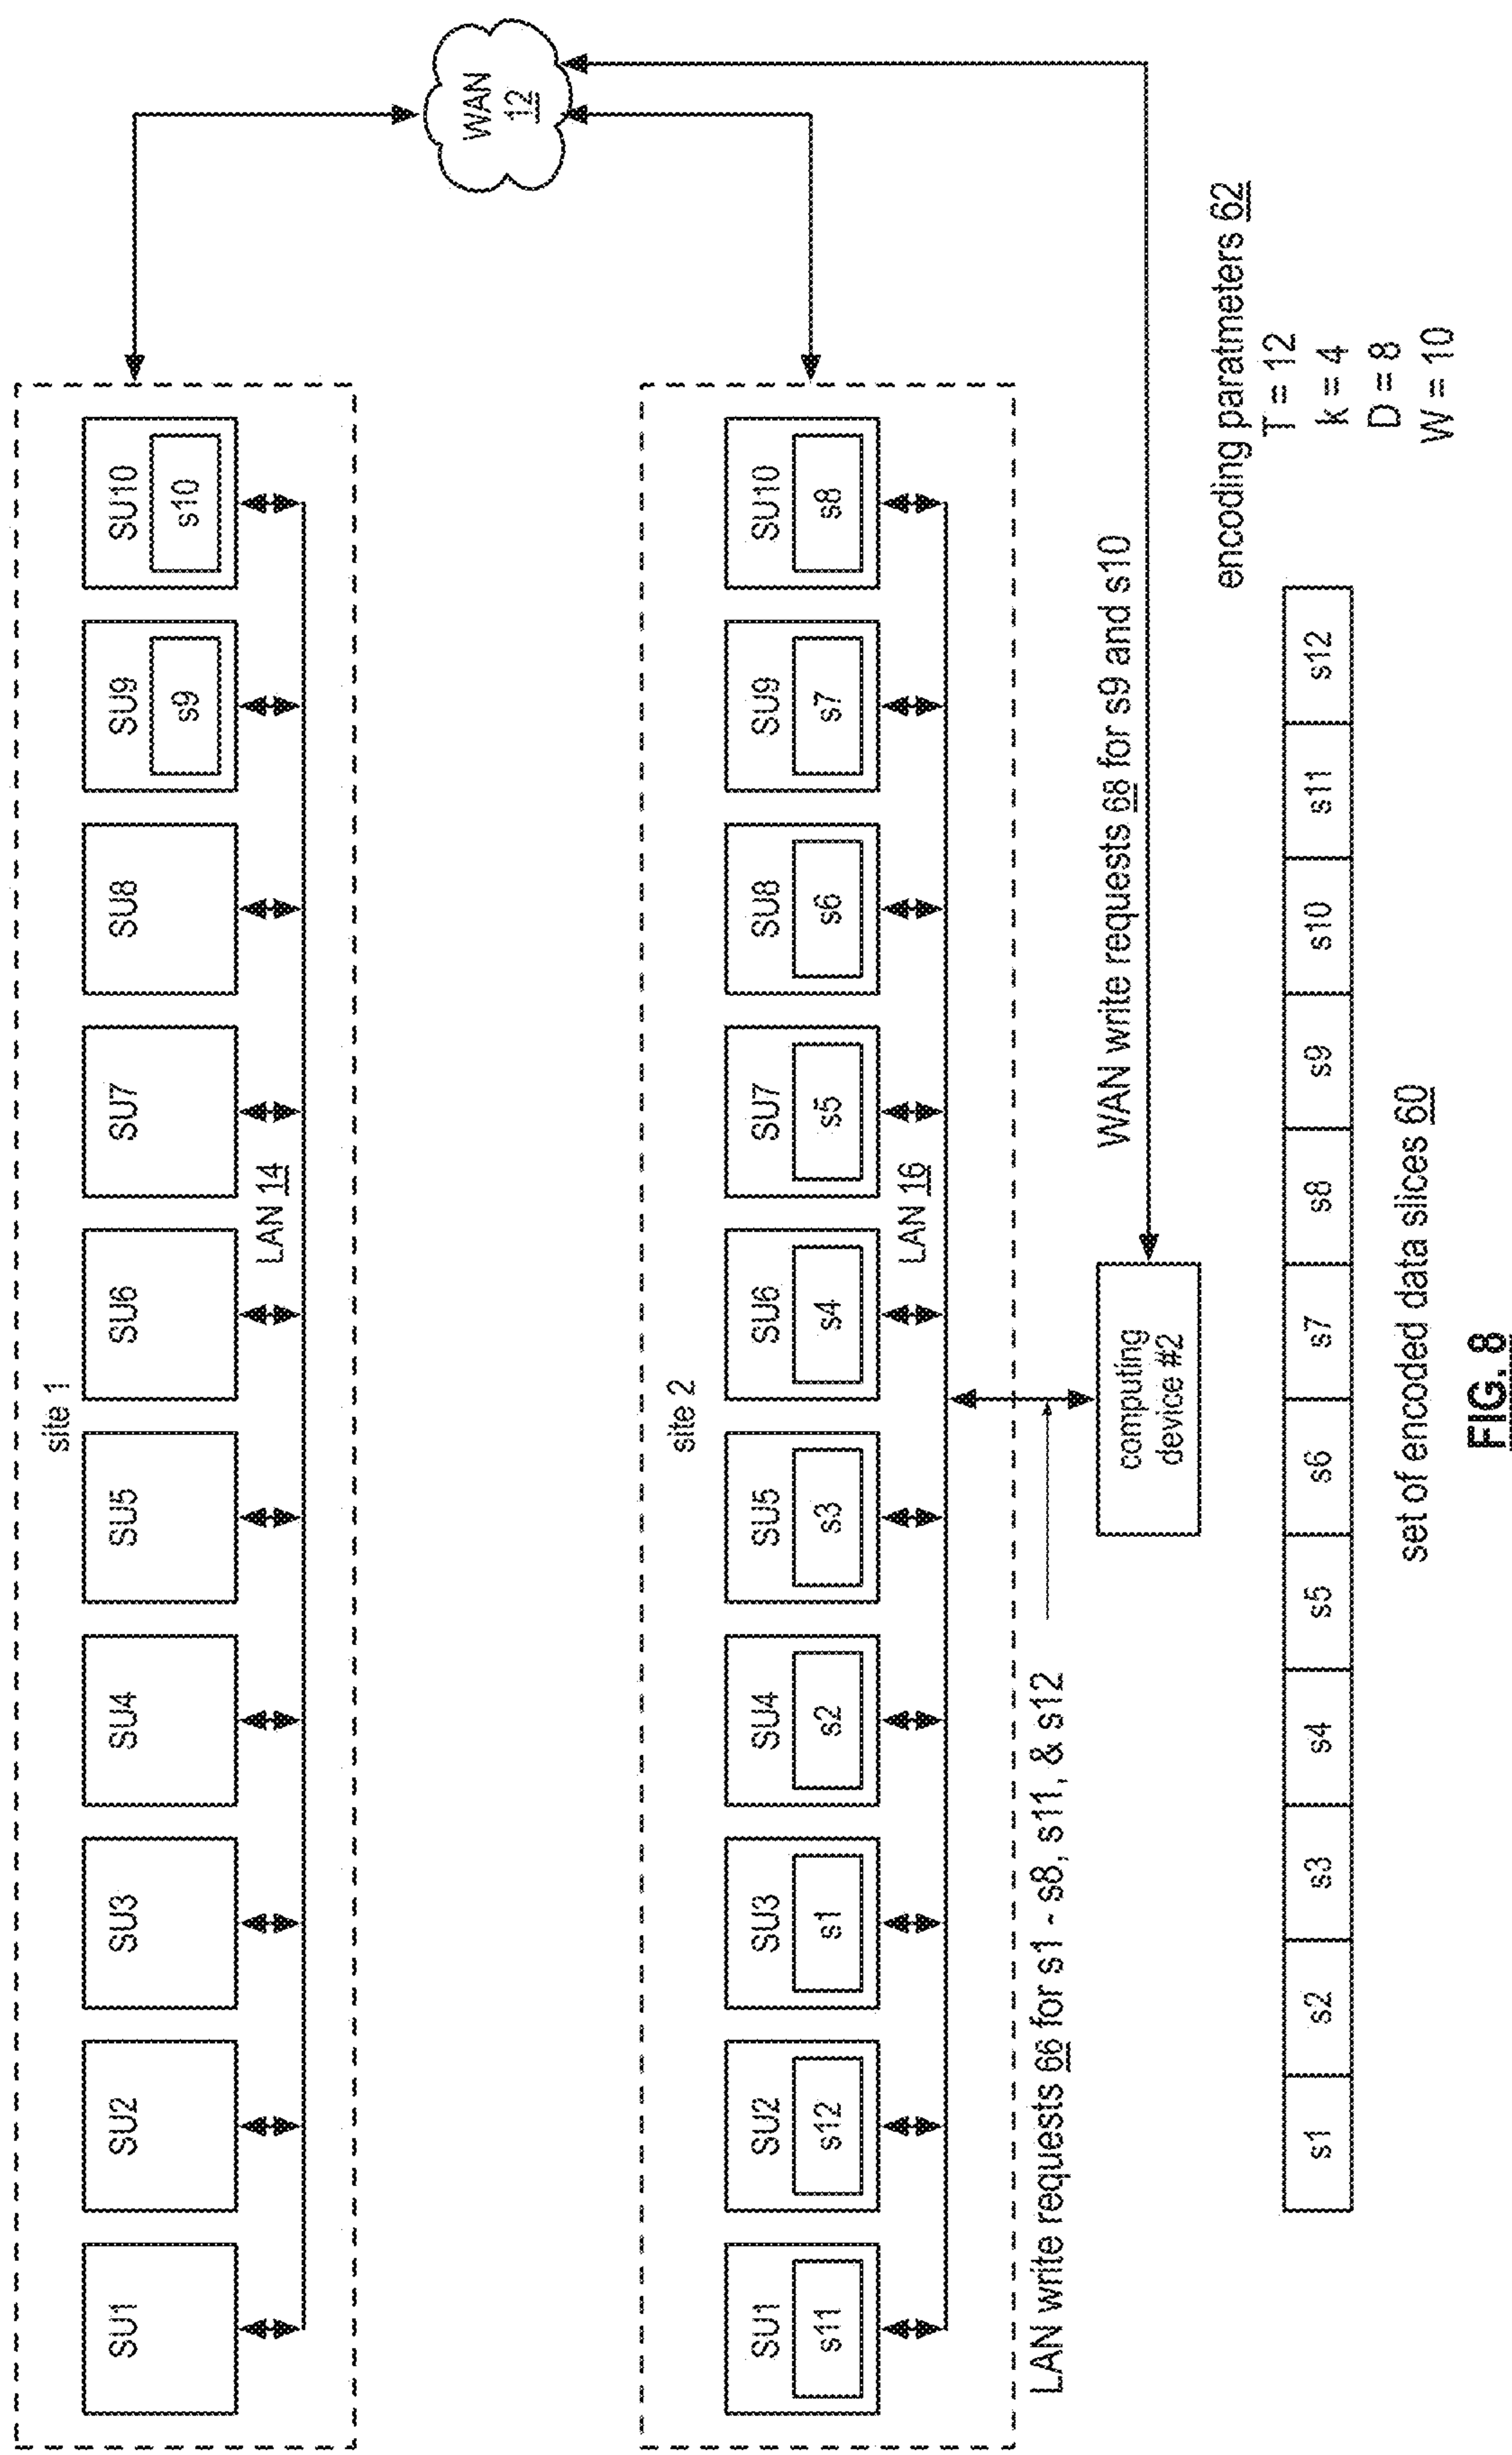 site 1
SU1
SU2
SU3
SU4
SU5
SU6
SU7
SU8
SU9
s9
SU10
s10
LAN 14
WAN
12
site 2
SU1
s11
SU2
s12
SU3
s1
SU4
s2
SU5
s3
SU6
s4
SU7
s5
SU8
s6
SU9
s7
SU10
s8
LAN 16
LAN write requests 66 for s1 - s8, s11, & s12
computing
device #2
WAN write requests 68 for s9 and s10
encoding paratmeters 62
T = 12
k = 4
D = 8
W = 10
s1 s2 s3 s4 s5 s6 s7 s8 s9 s10 s11 s12
set of encoded data slices 60
FIG. 8